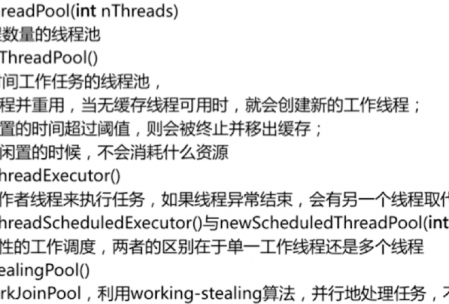 readPool(int nThreads)
程数量的线程池
ThreadPool()
时间工作任务的线程池，
程并重用，当无缓存线程可用时，就会创建新的工作线程；
置的时间超过阈值，则会被终止并移出缓存；
闲置的时候，不会消耗什么资源
hreadExecutor()
作者线程来执行任务，如果线程异常结束，会有另一个线程取代
hreadScheduledExecutor()与newScheduledThreadPool(int
性的工作调度，两者的区别在于单一工作线程还是多个线程
ealingPool()
rkJoinPool，利用working-stealing算法，并行地处理任务，不